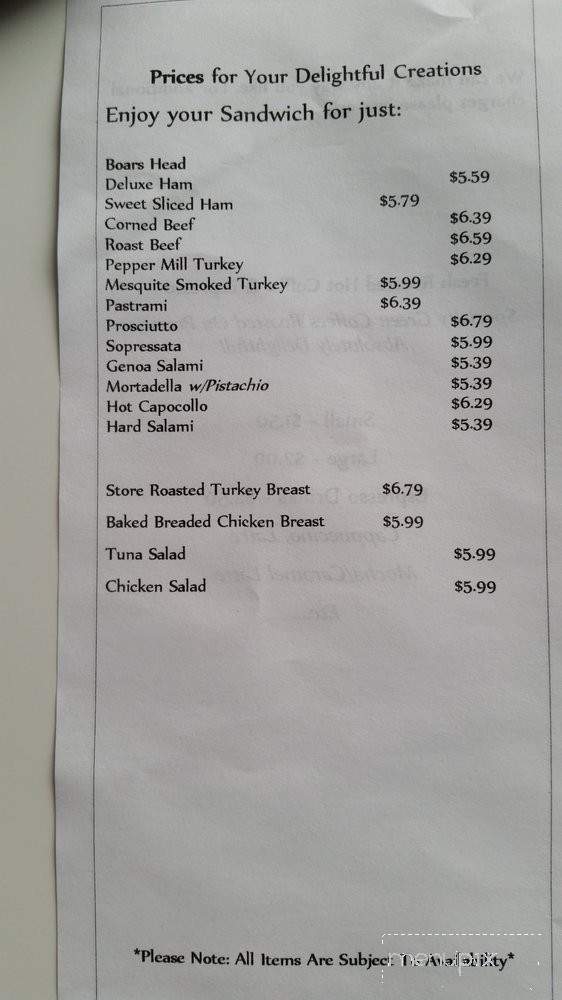 Prices for Your Delightful Creations
Enjoy your Sandwich for just:
Boars Head
Deluxe Ham $5.59
Sweet Sliced Ham $5.79
Corned Beef $6.39
Roast Beef $6.59
Pepper Mill Turkey $6.29
Mesquite Smoked Turkey $5.99
Pastrami $6.39
Prosciutto $6.79
Sopressata $5.99
Genoa Salami $5.39
Mortadella w/Pistachio $5.39
Hot Capocollo $6.29
Hard Salami $5.39
Store Roasted Turkey Breast $6.79
Baked Breaded Chicken Breast $5.99
Tuna Salad $5.99
Chicken Salad $5.99
*Please Note: All Items Are Subject To Availability*
menupix